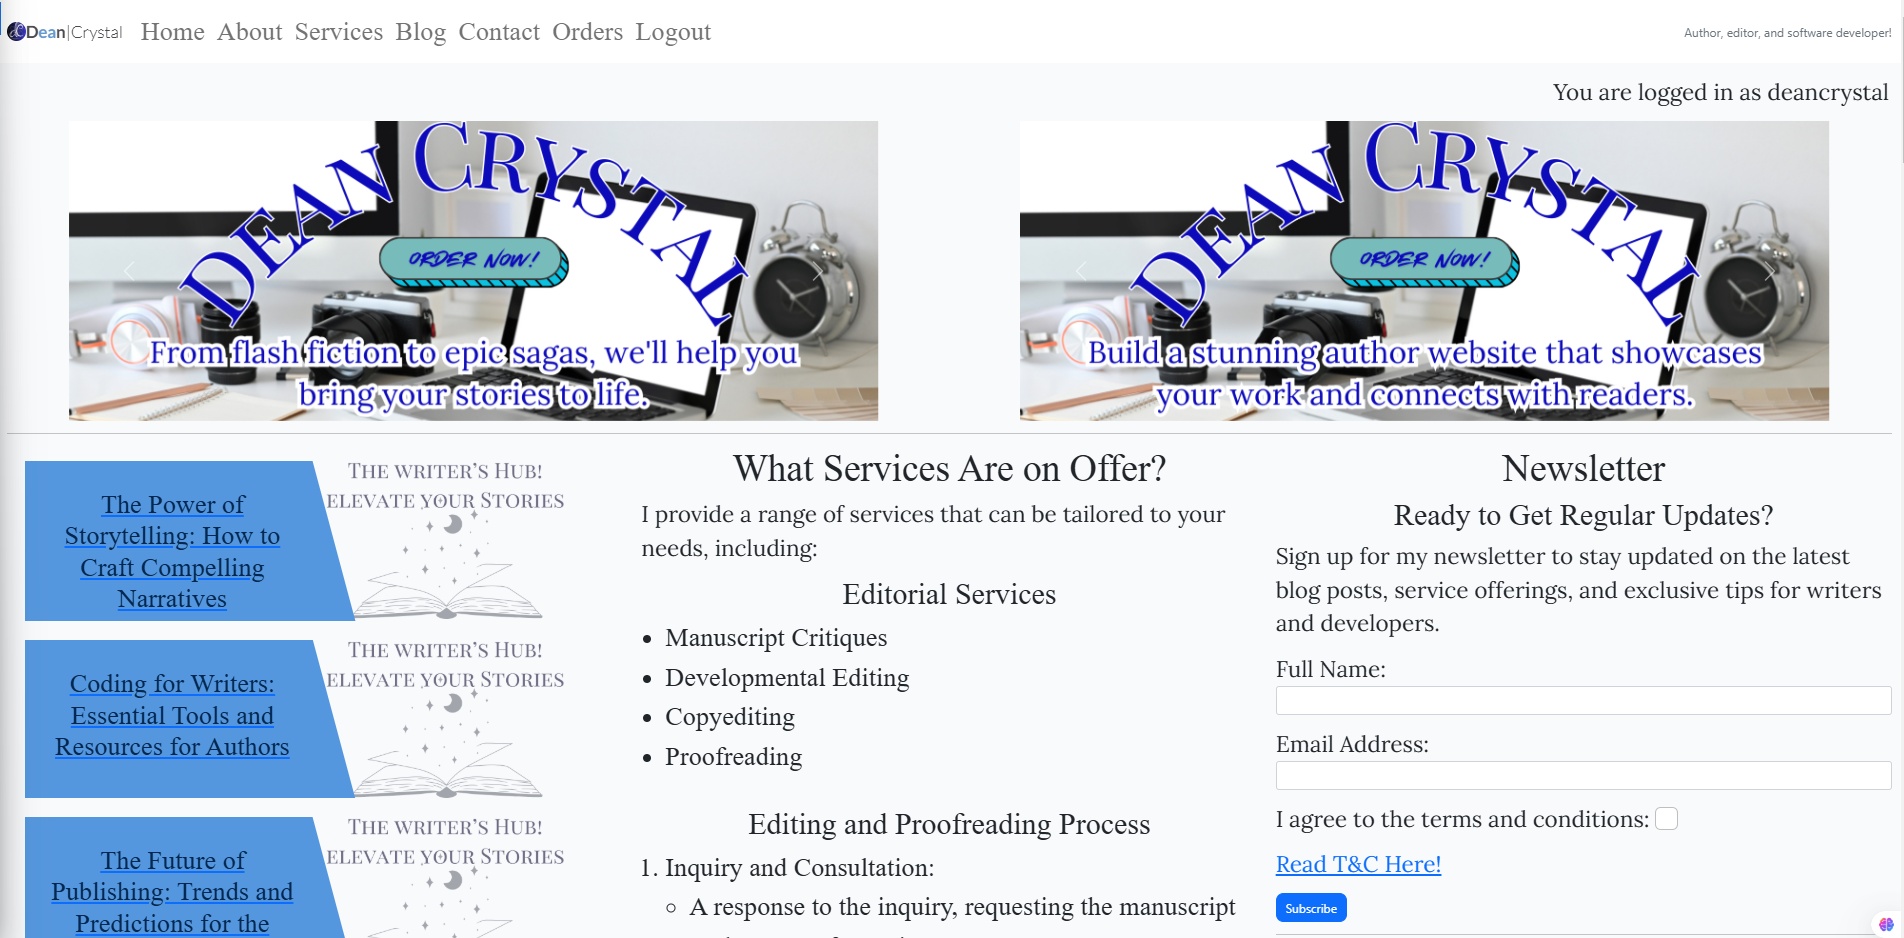 Dean|Crystal Home About Services Blog Contact Orders Logout Author, editor, and software developer!
You are logged in as deancrystal
DEAN CRYSTAL
ORDER NOW!
From flash fiction to epic sagas, we'll help you
bring your stories to life.
DEAN CRYSTAL
ORDER NOW!
Build a stunning author website that showcases
your work and connects with readers.
The Power of
Storytelling: How to
Craft Compelling
Narratives
THE WRITER'S HUB!
ELEVATE YOUR STORIES
Coding for Writers:
Essential Tools and
Resources for Authors
THE WRITER'S HUB!
ELEVATE YOUR STORIES
The Future of
Publishing: Trends and
Predictions for the
THE WRITER'S HUB!
ELEVATE YOUR STORIES
What Services Are on Offer?
I provide a range of services that can be tailored to your
needs, including:
Editorial Services
• Manuscript Critiques
• Developmental Editing
• Copyediting
• Proofreading
Editing and Proofreading Process
1. Inquiry and Consultation:
○ A response to the inquiry, requesting the manuscript
Newsletter
Ready to Get Regular Updates?
Sign up for my newsletter to stay updated on the latest
blog posts, service offerings, and exclusive tips for writers
and developers.
Full Name:
Email Address:
I agree to the terms and conditions:
Read T&C Here!
Subscribe